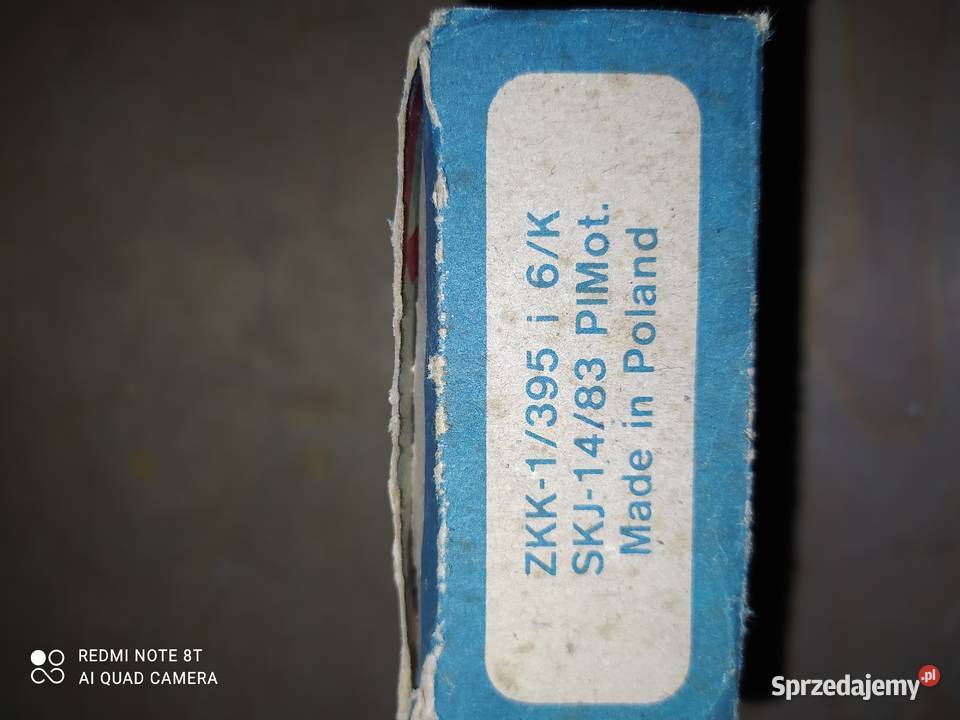 ZKK-1/395 i 6/K
SKJ-14/83 PIMot.
Made in Poland
REDMI NOTE 8T
AI QUAD CAMERA
Sprzedajemy.pl